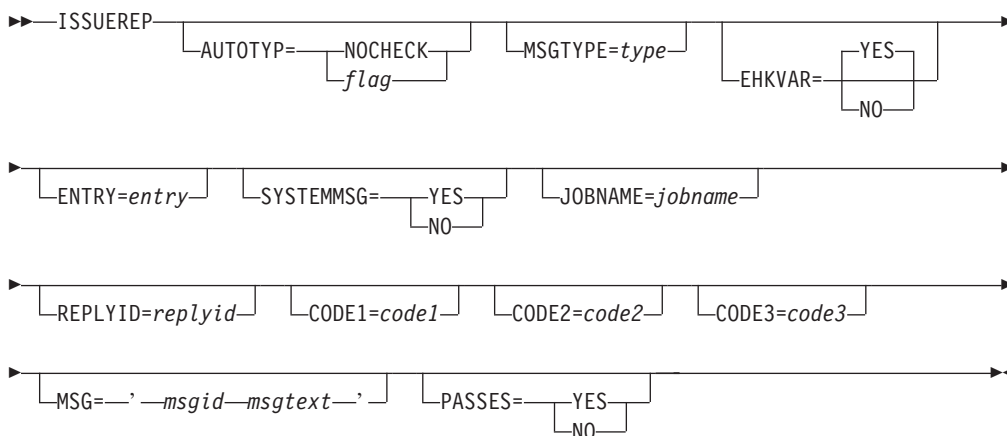 ISSUEREP
AUTOTYP= NOCHECK MSGTYPE=type YES
flag EHKVAR=
NO
ENTRY=entry SYSTEMMSG= YES JOBNAME=jobname
NO
REPLYID=replyid CODE1=code1 CODE2=code2 CODE3=code3
MSG= ' msgid msgtext ' PASSES= YES
NO